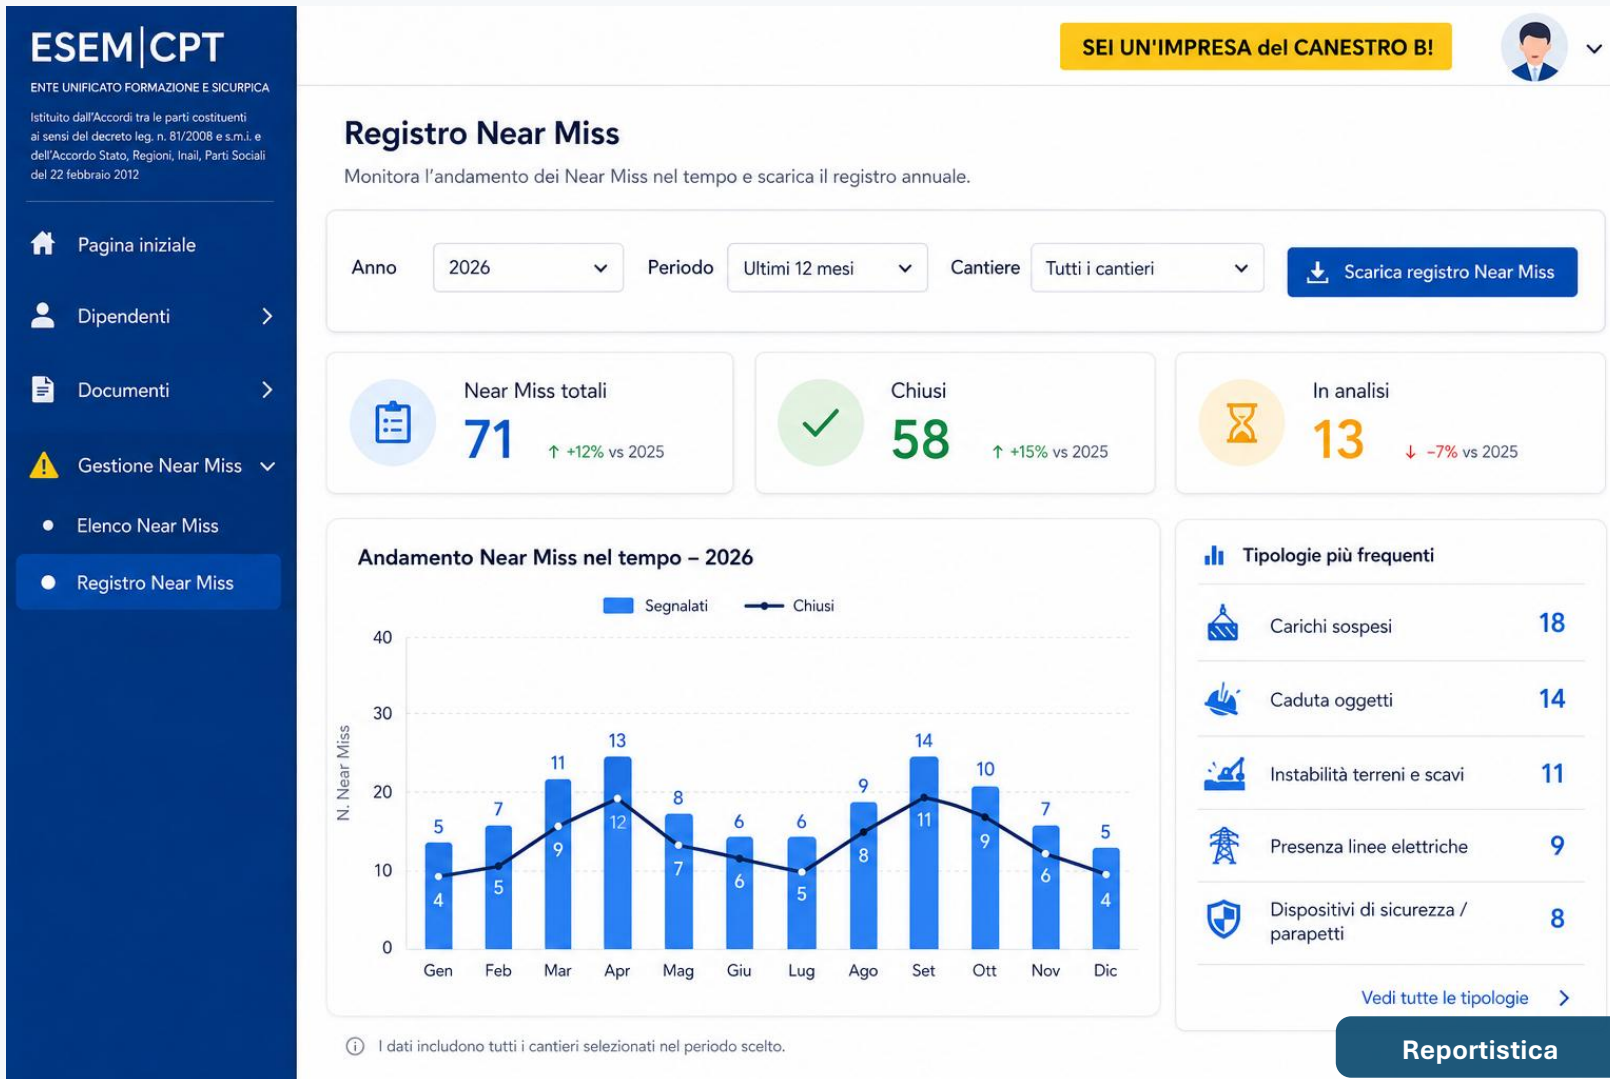 ESEM|CPT
ENTE UNIFICATO FORMAZIONE E SICURPICA
Istituito dall'Accordi tra le parti costituenti
ai sensi del decreto leg. n. 81/2008 e s.m.i. e
dell'Accordo Stato, Regioni, Inail, Parti Sociali
del 22 febbraio 2012
Pagina iniziale
Dipendenti
Documenti
Gestione Near Miss
Elenco Near Miss
Registro Near Miss
SEI UN'IMPRESA del CANESTRO B!
Registro Near Miss
Monitora l'andamento dei Near Miss nel tempo e scarica il registro annuale.
Anno 2026 Periodo Ultimi 12 mesi Cantiere Tutti i cantieri Scarica registro Near Miss
Near Miss totali
71 ↑ +12% vs 2025
Chiusi
58 ↑ +15% vs 2025
In analisi
13 ↓ −7% vs 2025
Andamento Near Miss nel tempo – 2026
Segnalati Chiusi
N. Near Miss
40
30
20
10
0
5 7 11 13 8 6 6 9 14 10 7 5
4 5 9 12 7 6 5 8 11 9 6 4
Gen Feb Mar Apr Mag Giu Lug Ago Set Ott Nov Dic
I dati includono tutti i cantieri selezionati nel periodo scelto.
Tipologie più frequenti
Carichi sospesi 18
Caduta oggetti 14
Instabilità terreni e scavi 11
Presenza linee elettriche 9
Dispositivi di sicurezza /
parapetti 8
Vedi tutte le tipologie
Reportistica